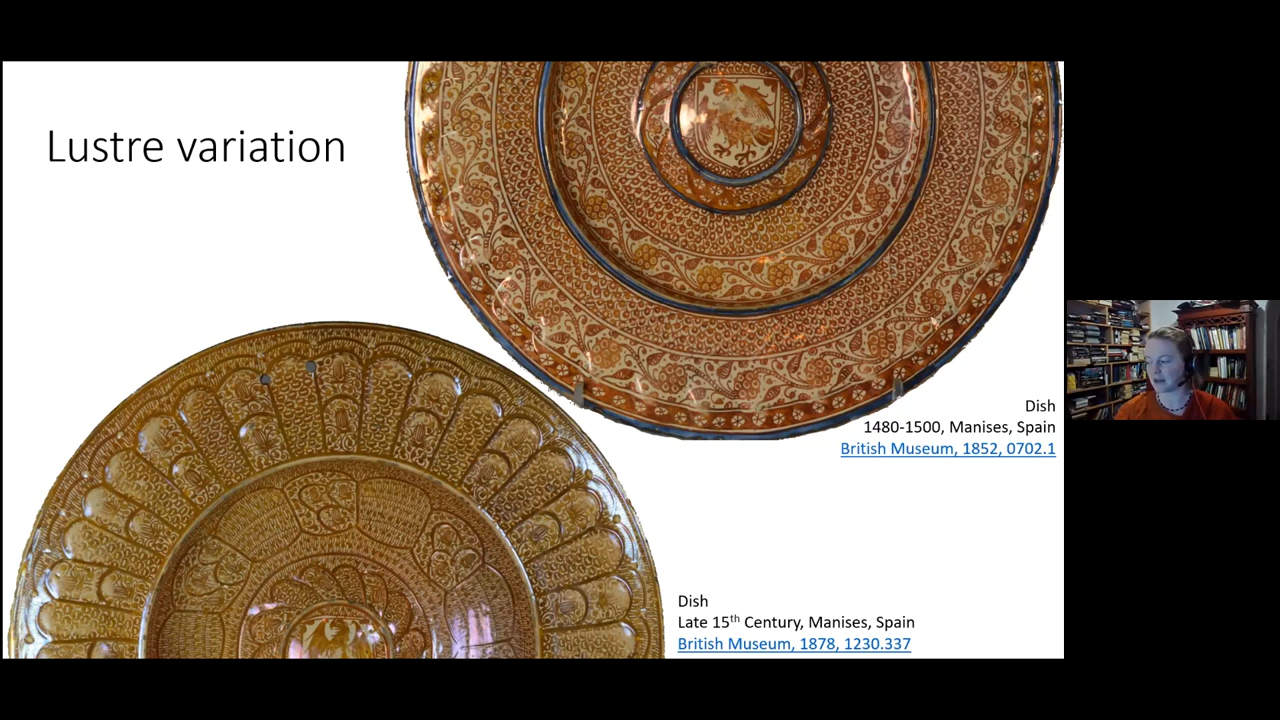 Lustre variation
Dish
1480-1500, Manises, Spain
British Museum, 1852, 0702.1
Dish
Late 15th Century, Manises, Spain
British Museum, 1878, 1230.337